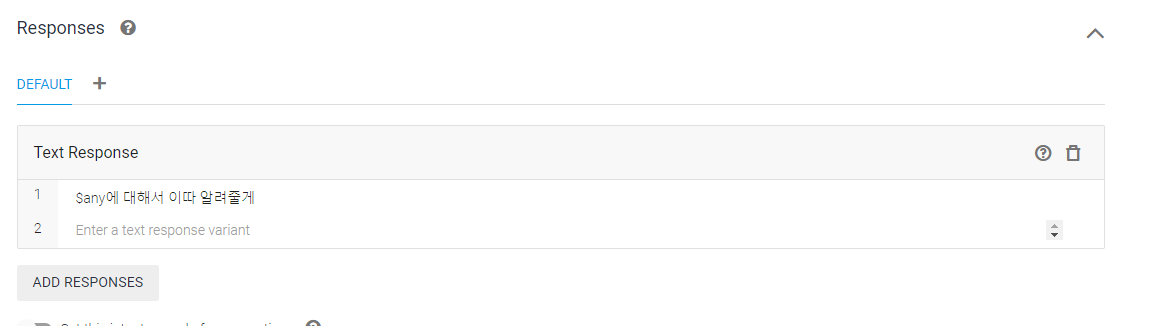 Responses
DEFAULT
Text Response
1 $any에 대해서 이따 알려줄게
2 Enter a text response variant
ADD RESPONSES